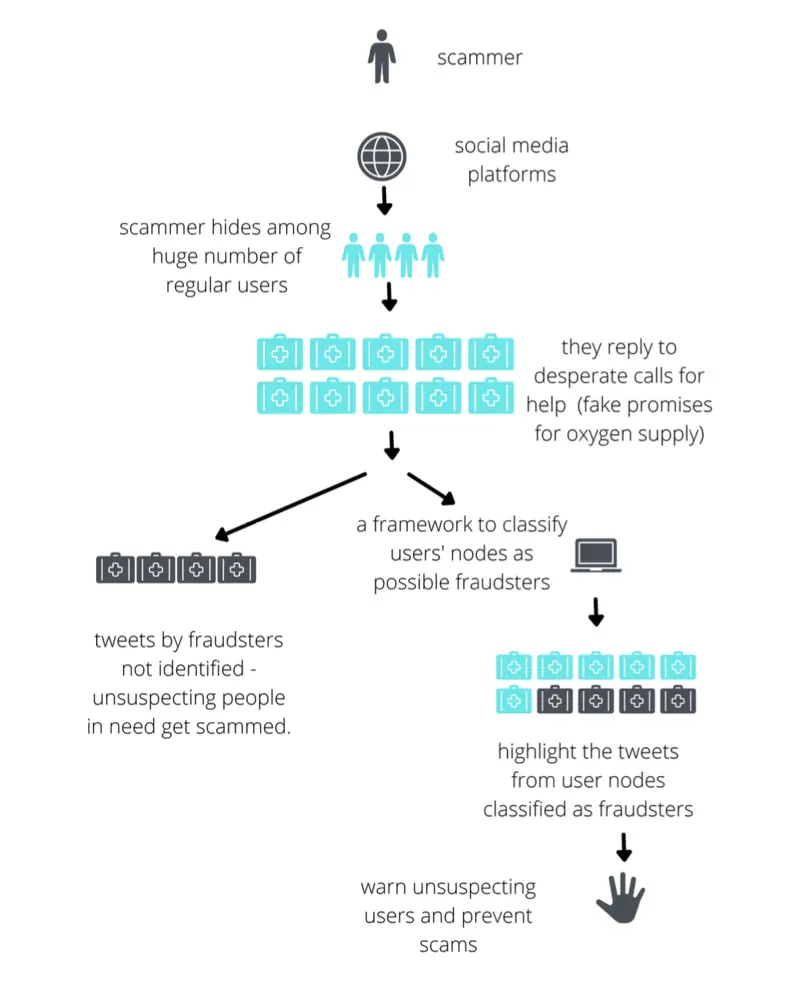 scammer
social media
platforms
scammer hides among
huge number of
regular users
they reply to
desperate calls for
help (fake promises
for oxygen supply)
a framework to classify
users' nodes as
possible fraudsters
tweets by fraudsters
not identified -
unsuspecting people
in need get scammed.
highlight the tweets
from user nodes
classified as fraudsters
warn unsuspecting
users and prevent
scams